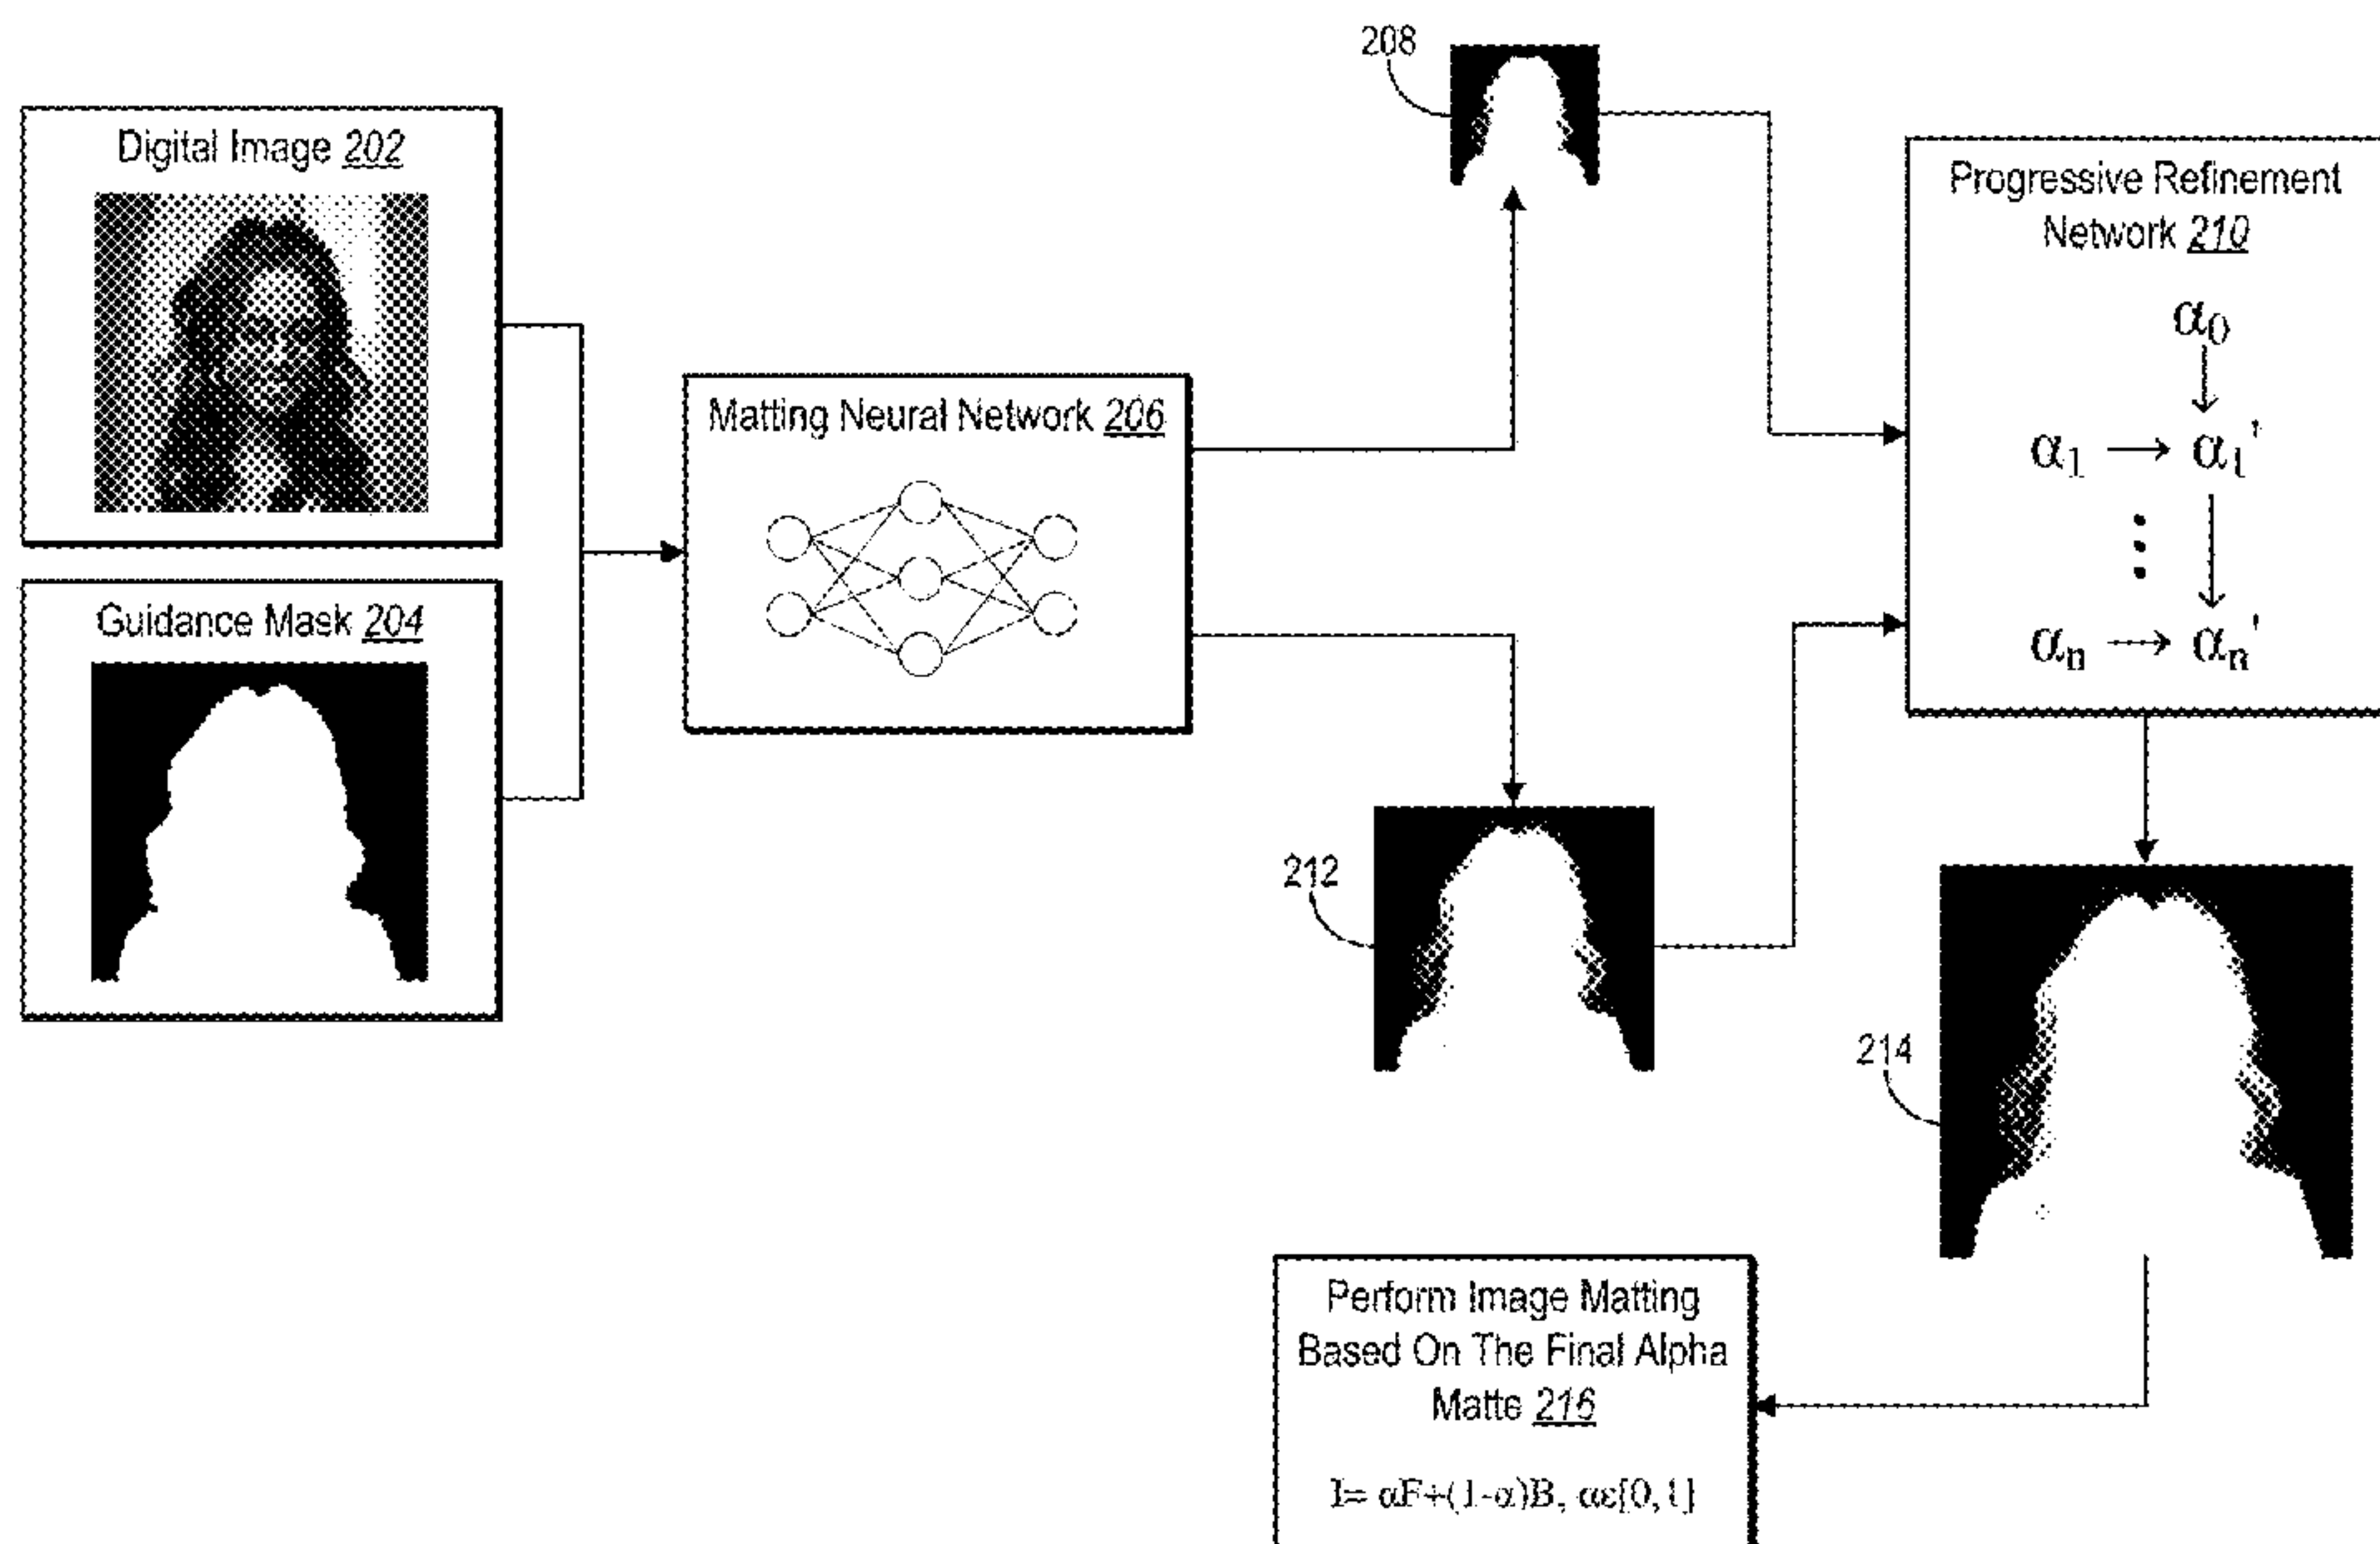 208
Digital Image 202
Progressive Refinement
Network 210
α₀
Matting Neural Network 206
α₁ → α₁'
Guidance Mask 204
αₙ → αₙ'
212
214
Perform Image Matting
Based On The Final Alpha
Matte 216
I= αF+(1-α)B, αε[0,1]